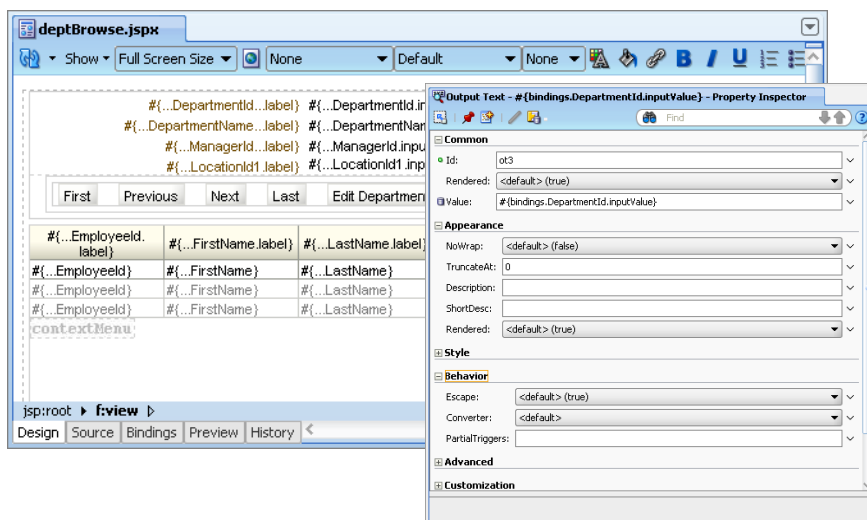 deptBrowse.jspx
Show Full Screen Size None Default None B I U
#{...DepartmentId...label} #{...DepartmentId.in
#{...DepartmentName...label} #{...DepartmentNar
#{...ManagerId...label} #{...ManagerId.inpu
#{...LocationId1.label} #{...LocationId1.inp
First Previous Next Last Edit Departmen
#{...EmployeeId.
label} #{...FirstName.label} #{...LastName.label}
#{...EmployeeId} #{...FirstName} #{...LastName}
#{...EmployeeId} #{...FirstName} #{...LastName}
#{...EmployeeId} #{...FirstName} #{...LastName}
contextMenu
jsp:root f:view
Design Source Bindings Preview History
Output Text - #{bindings.DepartmentId.inputValue} - Property Inspector
Find
Common
Id: ot3
Rendered: <default> (true)
Value: #{bindings.DepartmentId.inputValue}
Appearance
NoWrap: <default> (false)
TruncateAt: 0
Description:
ShortDesc:
Rendered: <default> (true)
Style
Behavior
Escape: <default> (true)
Converter: <default>
PartialTriggers:
Advanced
Customization